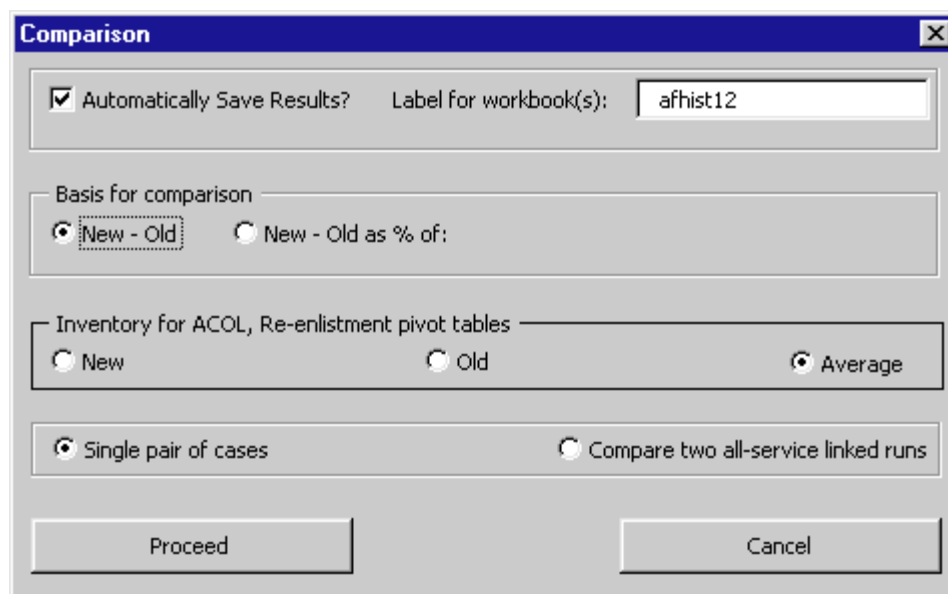 Comparison
Automatically Save Results? Label for workbook(s): afhist12
Basis for comparison
New - Old New - Old as % of:
Inventory for ACOL, Re-enlistment pivot tables
New Old Average
Single pair of cases Compare two all-service linked runs
Proceed Cancel